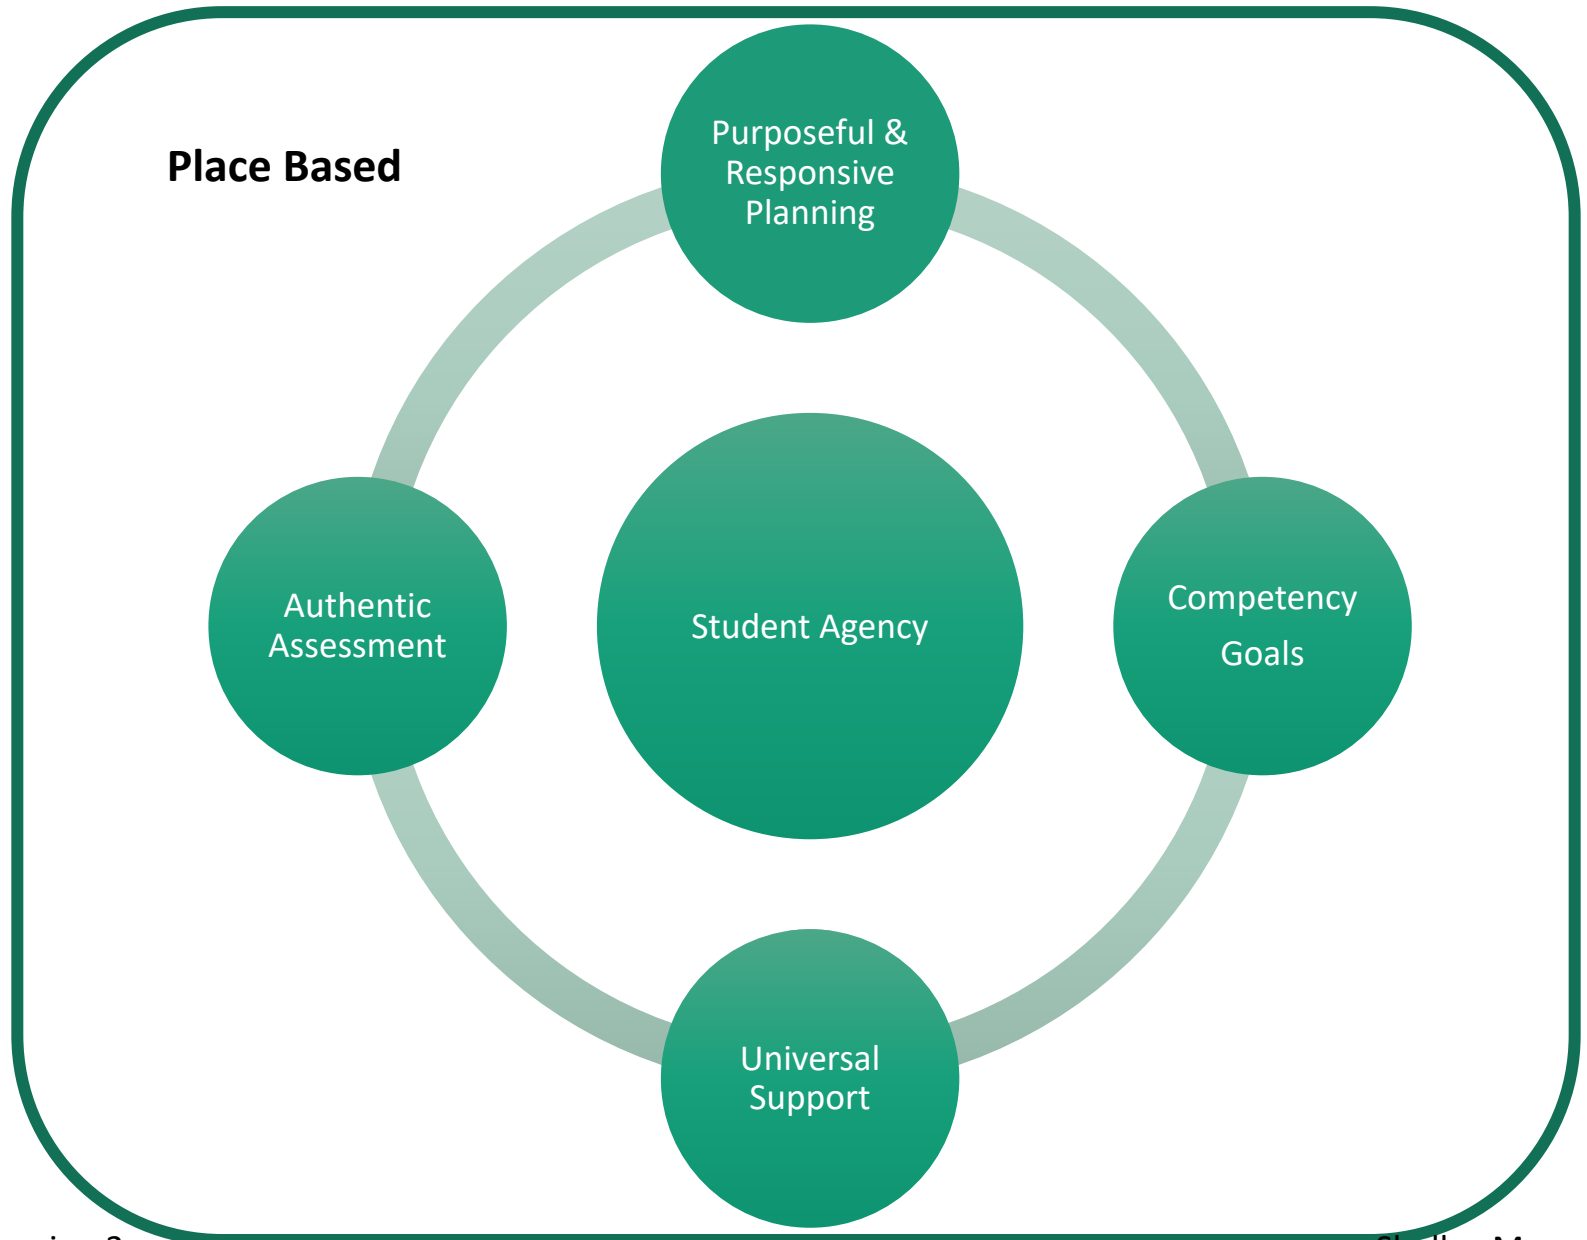 Place Based
Purposeful &
Responsive
Planning
Authentic
Assessment
Student Agency
Competency
Goals
Universal
Support